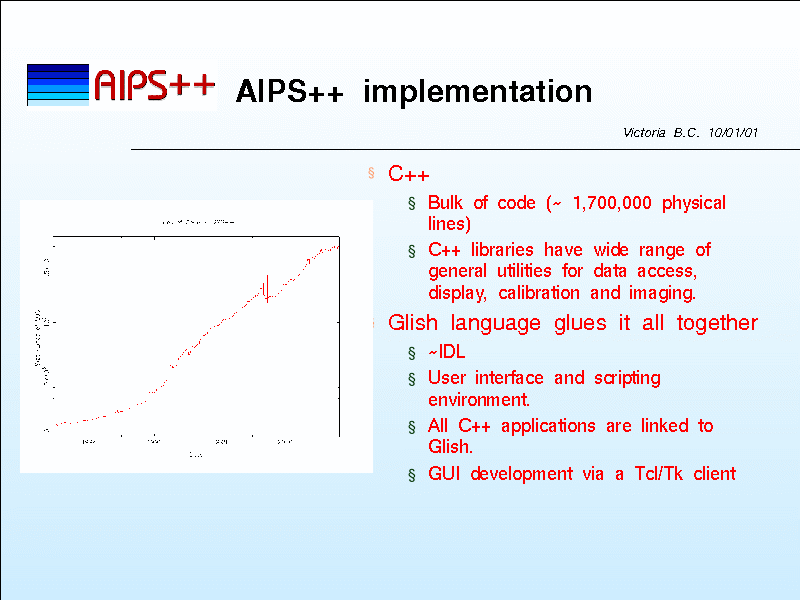 AIPS++
AIPS++ implementation
Victoria B.C. 10/01/01
§ C++
§ Bulk of code (~ 1,700,000 physical
lines)
§ C++ libraries have wide range of
general utilities for data access,
display, calibration and imaging.
§ Glish language glues it all together
§ ~IDL
§ User interface and scripting
environment.
§ All C++ applications are linked to
Glish.
§ GUI development via a Tcl/Tk client